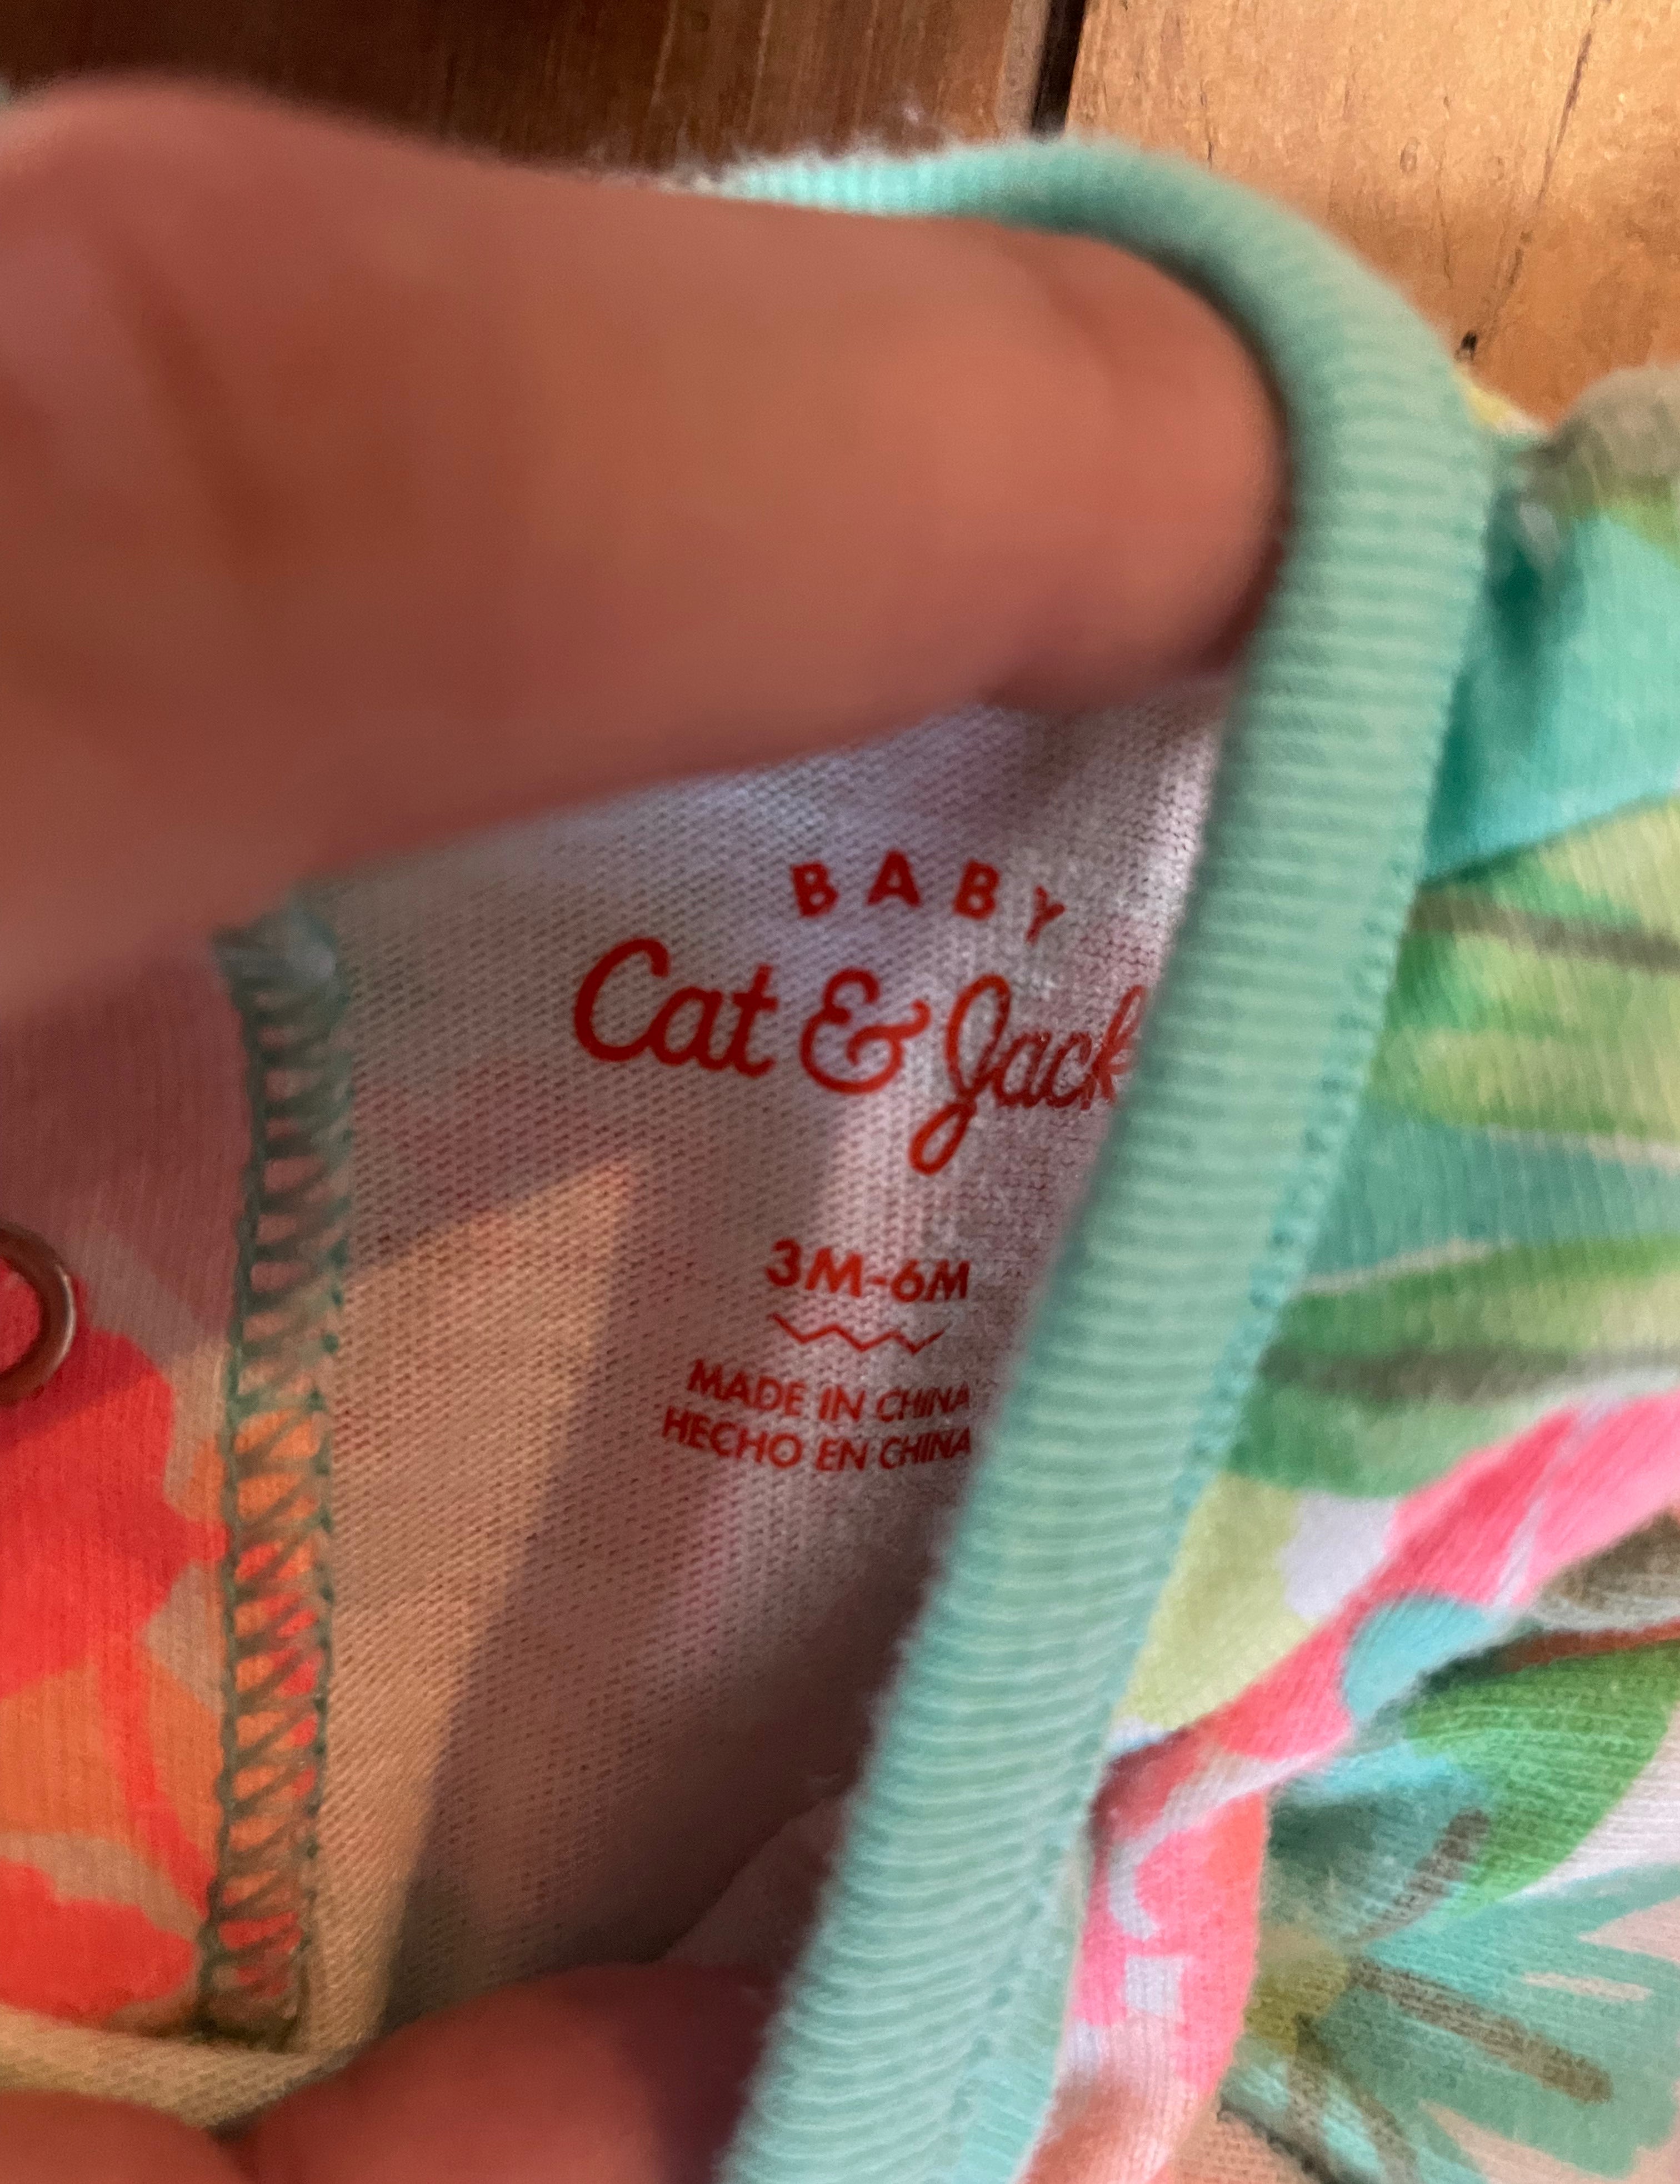 BABY
Cat & Jack
3M-6M
MADE IN CHINA
HECHO EN CHINA